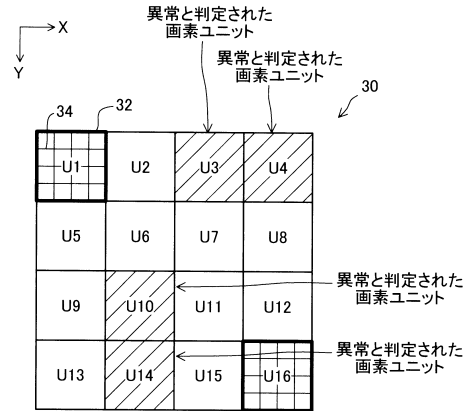 異常と判定された
画素ユニット
X
異常と判定された
画素ユニット
Y
30
34
32
U1
U2
U3
U4
U5
U6
U7
U8
U9
U10
U11
U12
異常と判定された
画素ユニット
U13
U14
U15
U16
異常と判定された
画素ユニット